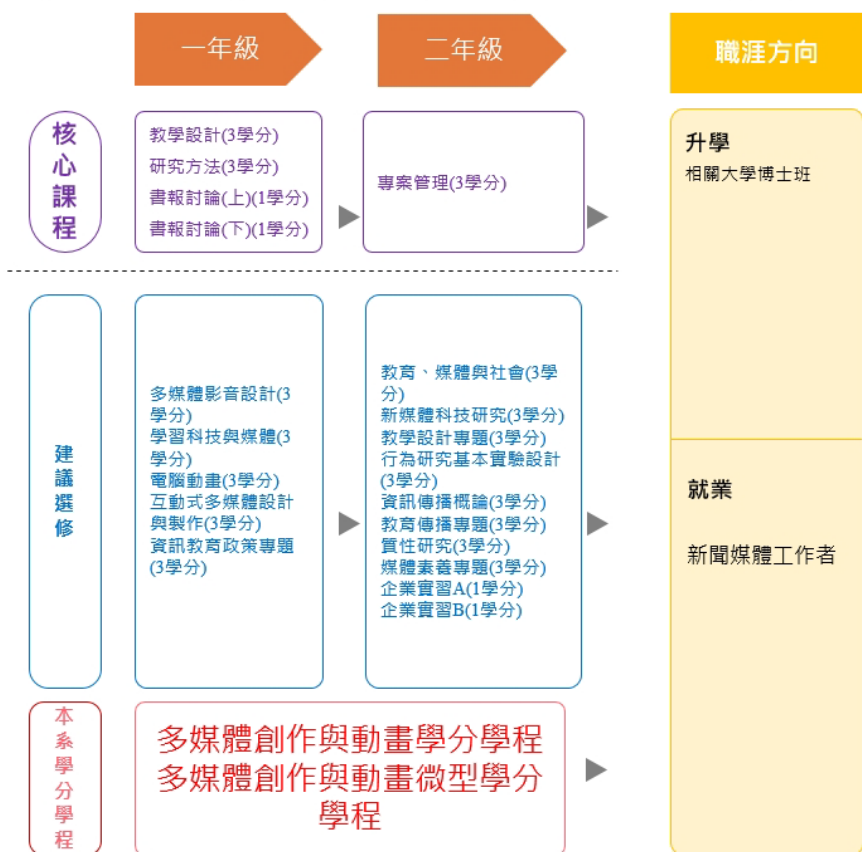 一年級
二年級
職涯方向
核
心
課
程
教學設計(3學分)
研究方法(3學分)
書報討論(上)(1學分)
書報討論(下)(1學分)
專案管理(3學分)
升學
相關大學博士班
建
議
選
修
多媒體影音設計(3
學分)
學習科技與媒體(3
學分)
電腦動畫(3學分)
互動式多媒體設計
與製作(3學分)
資訊教育政策專題
(3學分)
教育、媒體與社會(3學
分)
新媒體科技研究(3學分)
教學設計專題(3學分)
行為研究基本實驗設計
(3學分)
資訊傳播概論(3學分)
教育傳播專題(3學分)
質性研究(3學分)
媒體素養專題(3學分)
企業實習A(1學分)
企業實習B(1學分)
就業
新聞媒體工作者
本
系
學
分
學
程
多媒體創作與動畫學分學程
多媒體創作與動畫微型學分
學程